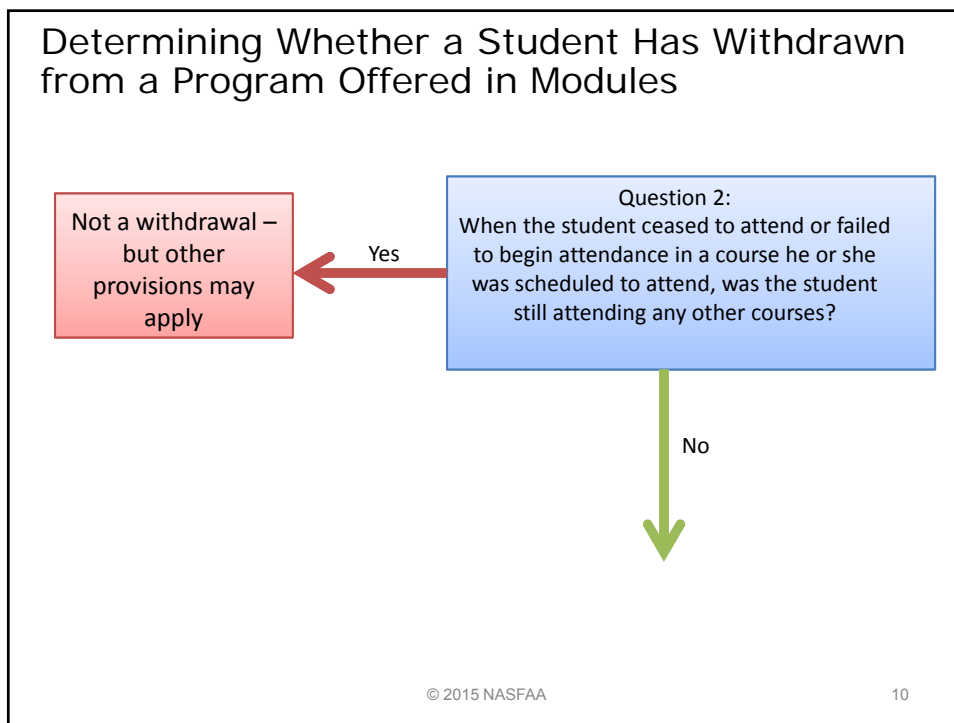 Determining Whether a Student Has Withdrawn
from a Program Offered in Modules
Not a withdrawal –
but other
provisions may
apply
Yes
Question 2:
When the student ceased to attend or failed
to begin attendance in a course he or she
was scheduled to attend, was the student
still attending any other courses?
No
© 2015 NASFAA
10